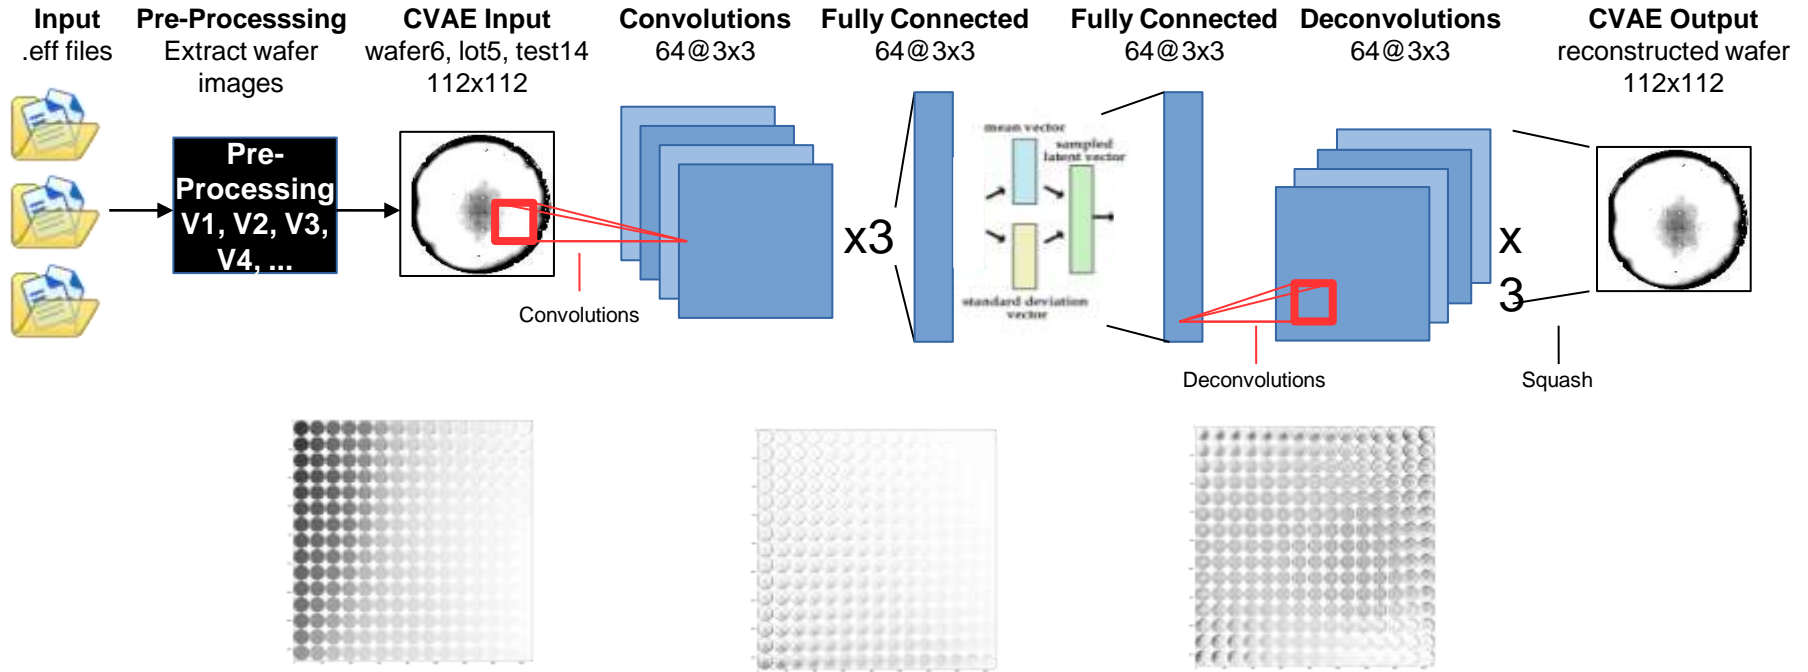 Input
.eff files
Pre-Processsing
Extract wafer
images
CVAE Input
wafer6, lot5, test14
112x112
Convolutions
64@3x3
Fully Connected
64@3x3
Fully Connected
64@3x3
Deconvolutions
64@3x3
CVAE Output
reconstructed wafer
112x112
Pre-
Processing
V1, V2, V3,
V4, ...
Convolutions
x3
mean vector
sampled
latent vector
standard deviation
vector
Deconvolutions
x
3
Squash